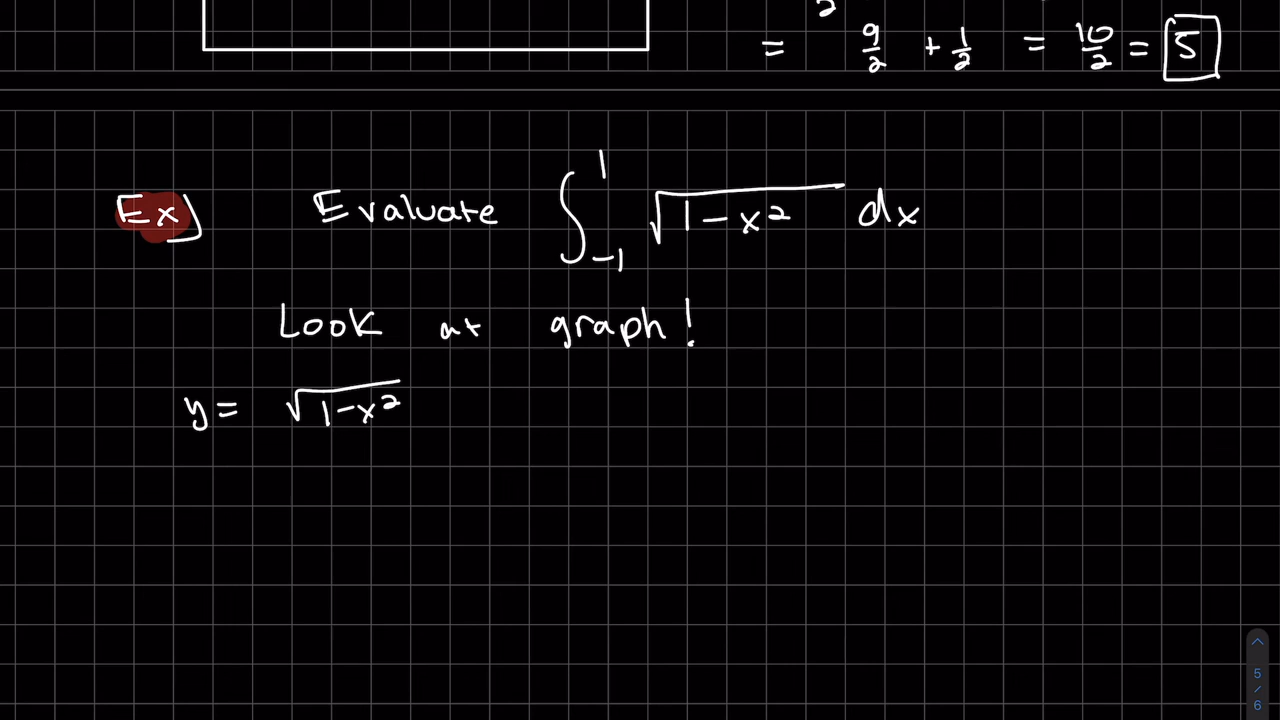 2
= 9/2 + 1/2 = 10/2 = 5
Ex] Evaluate ∫_{-1}^{1} √(1-x²) dx
Look at graph!
y = √(1-x²)
5
/
6